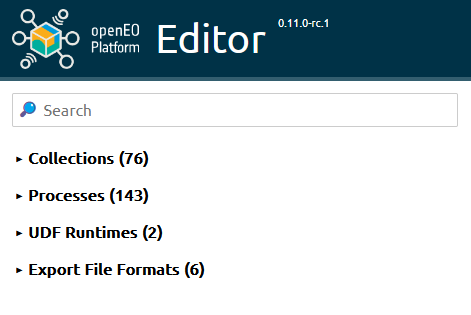 openEO
Platform
Editor
0.11.0-rc.1
Search
Collections (76)
Processes (143)
UDF Runtimes (2)
Export File Formats (6)